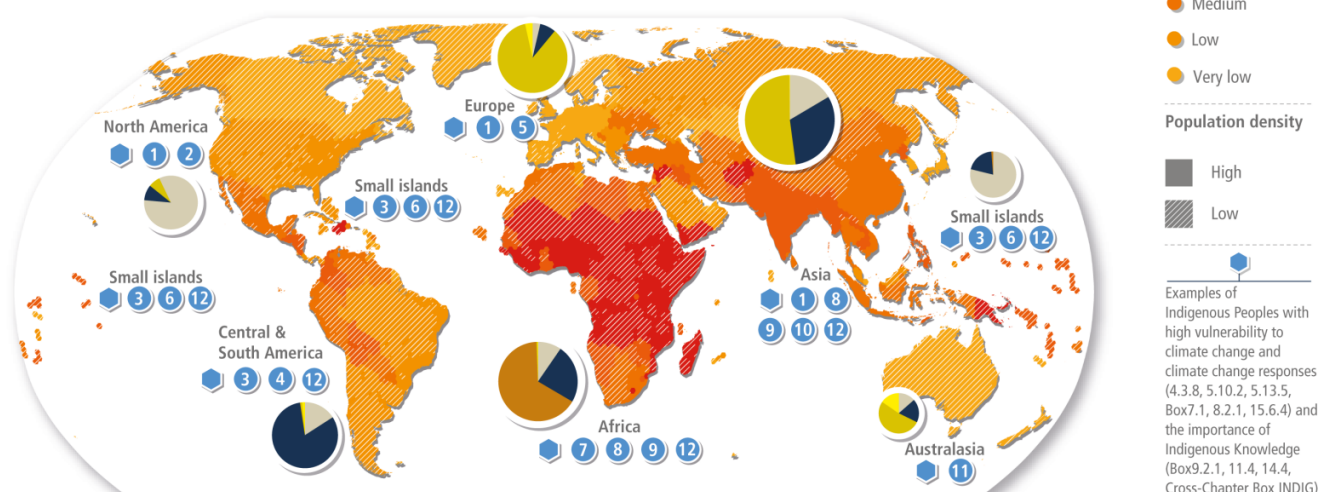 Medium
Low
Very low
Population density
High
Low
Examples of
Indigenous Peoples with
high vulnerability to
climate change and
climate change responses
(4.3.8, 5.10.2, 5.13.5,
Box7.1, 8.2.1, 15.6.4) and
the importance of
Indigenous Knowledge
(Box9.2.1, 11.4, 14.4,
Cross-Chapter Box INDIG)
North America
1 2
Europe
1 5
Small islands
3 6 12
Small islands
3 6 12
Small islands
3 6 12
Central &
South America
3 4 12
Asia
1 8
9 10 12
Africa
7 8 9 12
Australasia
11